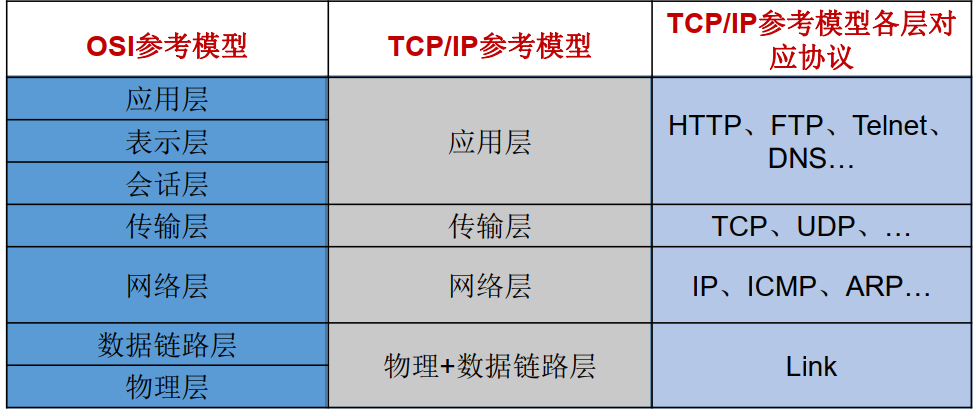 OSI参考模型
TCP/IP参考模型
TCP/IP参考模型各层对
应协议
应用层
表示层
会话层
应用层
HTTP、FTP、Telnet、
DNS…
传输层
传输层
TCP、UDP、…
网络层
网络层
IP、ICMP、ARP…
数据链路层
物理层
物理+数据链路层
Link